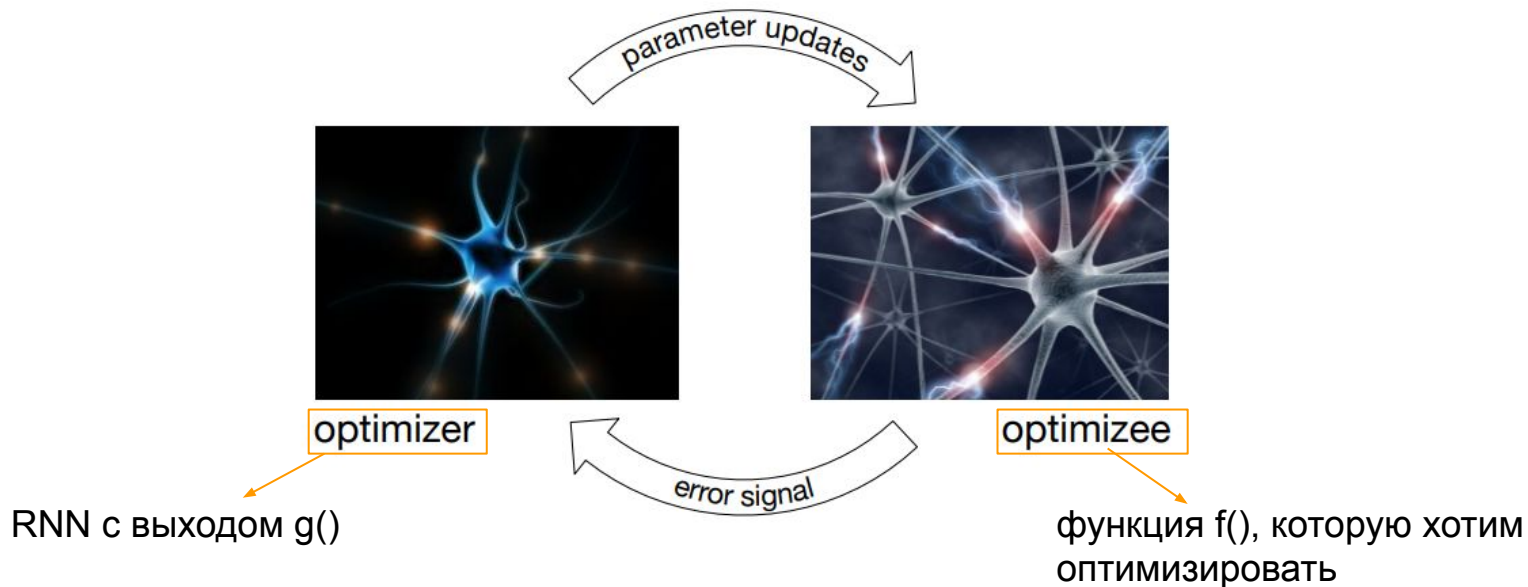 parameter updates
optimizer
optimizee
error signal
RNN с выходом g()
функция f(), которую хотим
оптимизировать